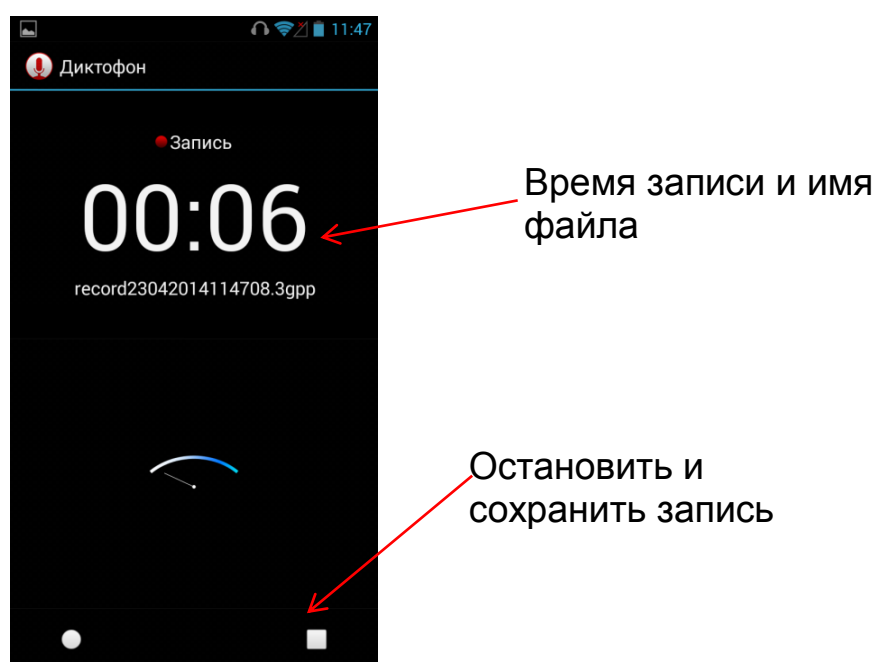 11:47
Диктофон
Запись
00:06
record23042014114708.3gpp
Время записи и имя
файла
Остановить и
сохранить запись